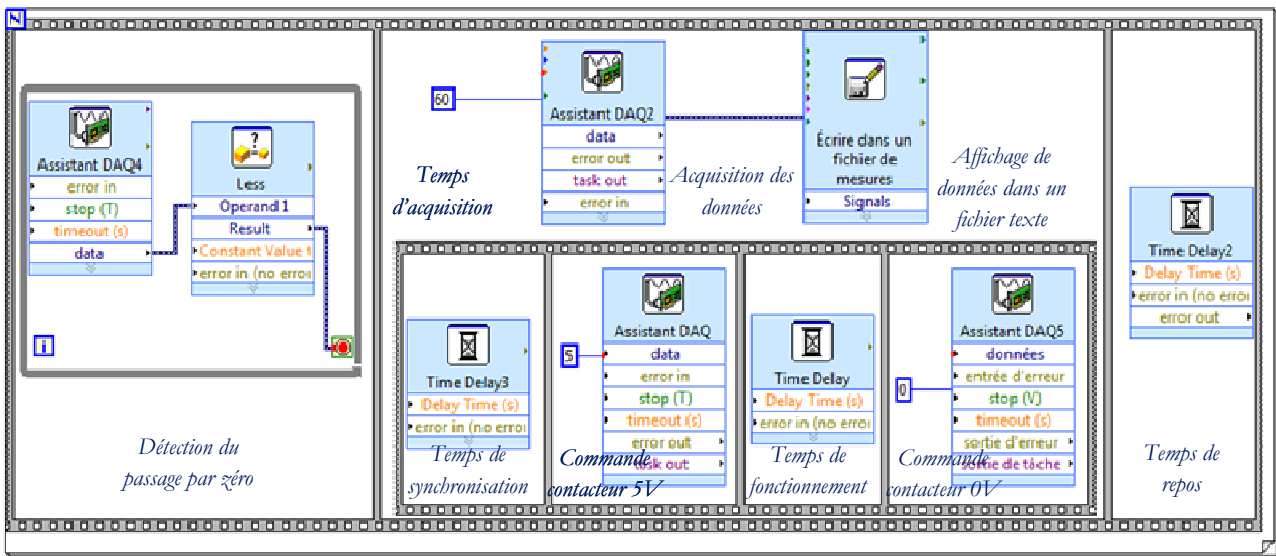 N
Assistant DAQ4
error in
stop (T)
timeout (s)
data
Less
Operand 1
Result
Constant Value 1
error in (no erroi
i
Détection du
passage par zéro
60
Temps
d'acquisition
Assistant DAQ2
data
error out
task out
error in
Acquisition des
données
Écrire dans un
fichier de
mesures
Signals
Affichage de
données dans un
fichier texte
Time Delay3
Delay Time (s)
error in (no erroi
Temps de
synchronisation
5
Assistant DAQ
data
error in
stop (T)
timeout (s)
error out
task out
Commande
contacteur 5V
Time Delay
Delay Time (s)
error in (no erroi
Temps de
fonctionnement
0
Assistant DAQ5
données
entrée d'erreur
stop (V)
timeout (s)
sortie d'erreur
sortie de tâche
Commande
contacteur 0V
Time Delay2
Delay Time (s)
error in (no erroi
error out
Temps de
repos